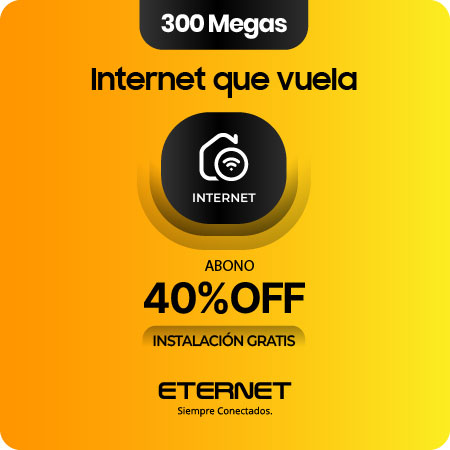 300 Megas
Internet que vuela
INTERNET
ABONO
40%OFF
INSTALACIÓN GRATIS
ETERNET
Siempre Conectados.